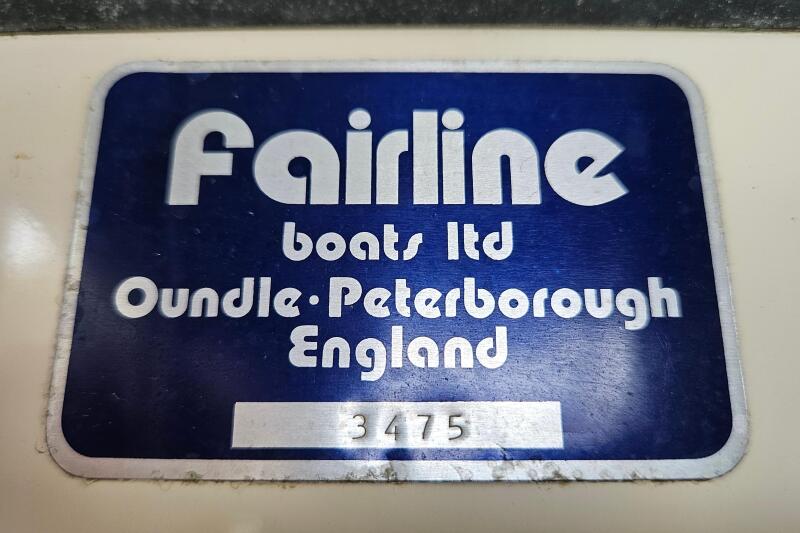 Fairline
boats ltd
Oundle · Peterborough
England
3475